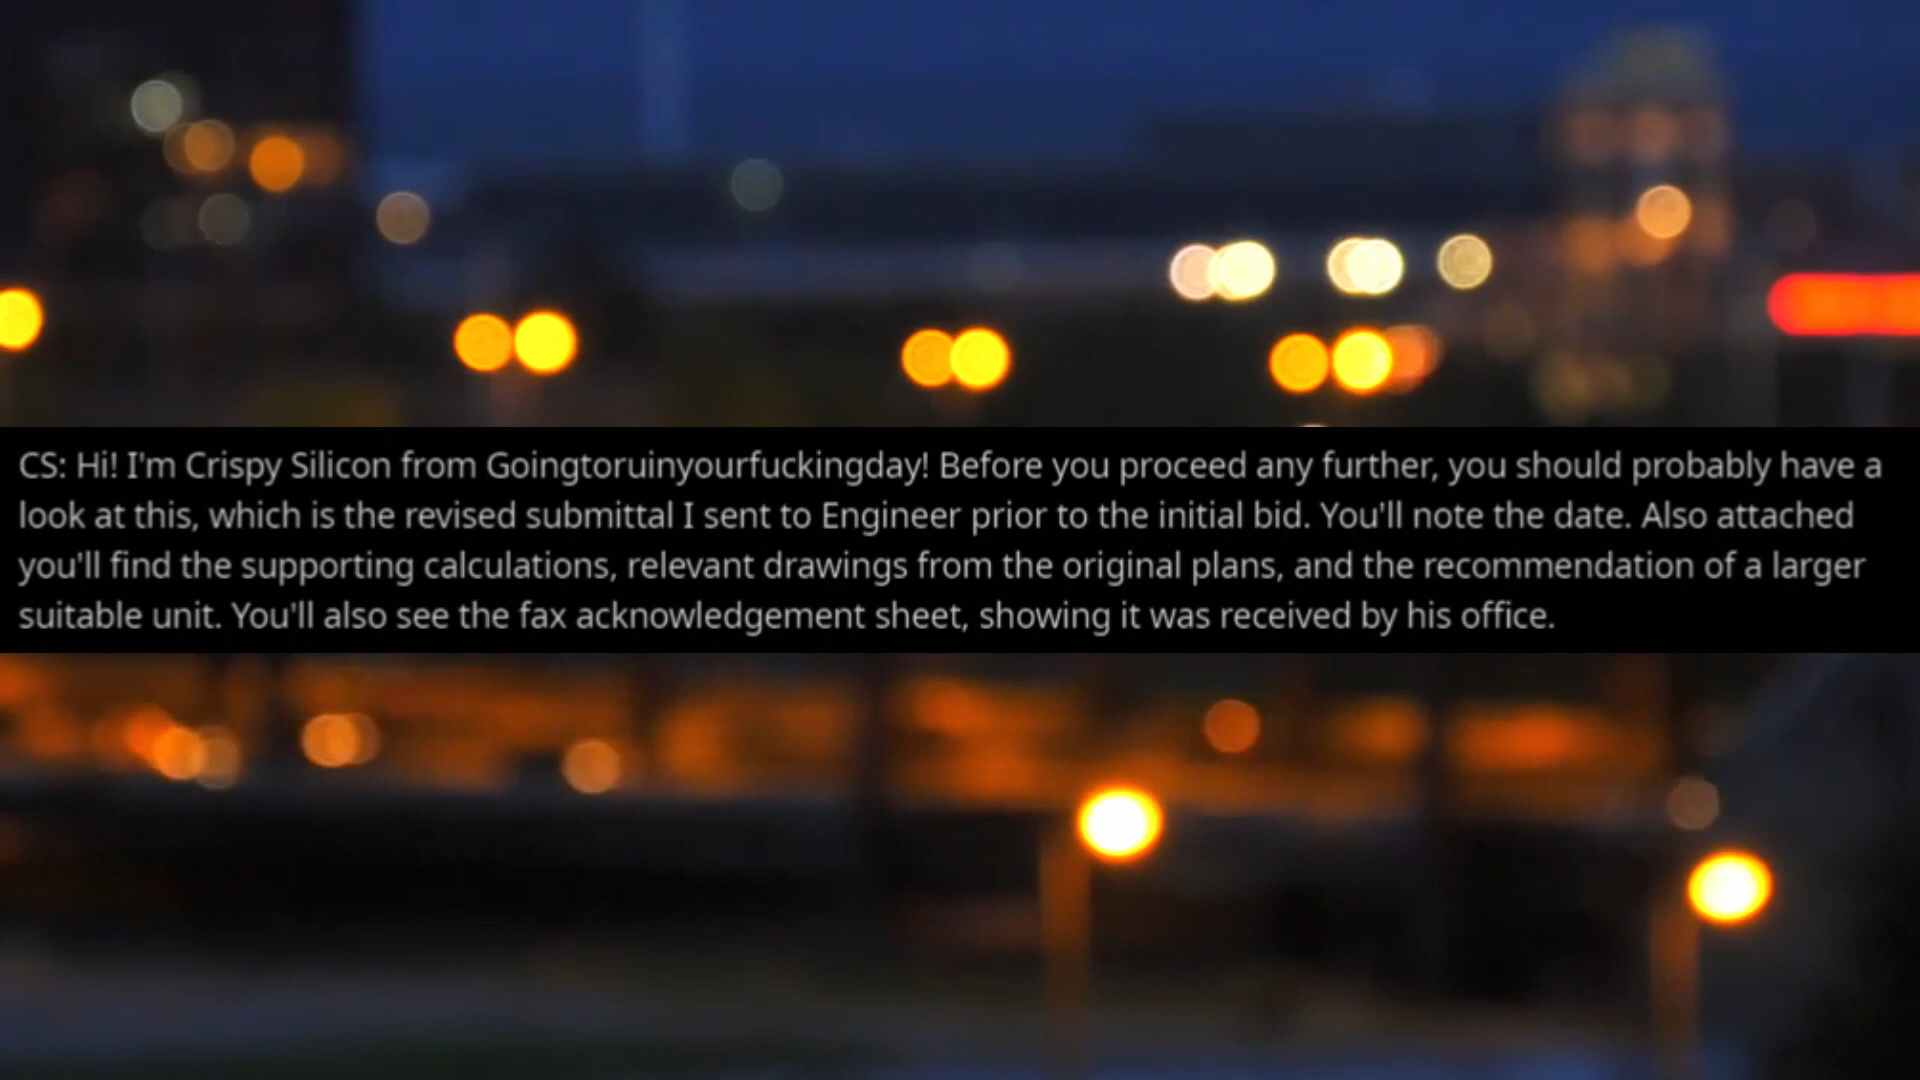 CS: Hi! I'm Crispy Silicon from Goingtoruinyourfuckingday! Before you proceed any further, you should probably have a
look at this, which is the revised submittal I sent to Engineer prior to the initial bid. You'll note the date. Also attached
you'll find the supporting calculations, relevant drawings from the original plans, and the recommendation of a larger
suitable unit. You'll also see the fax acknowledgement sheet, showing it was received by his office.